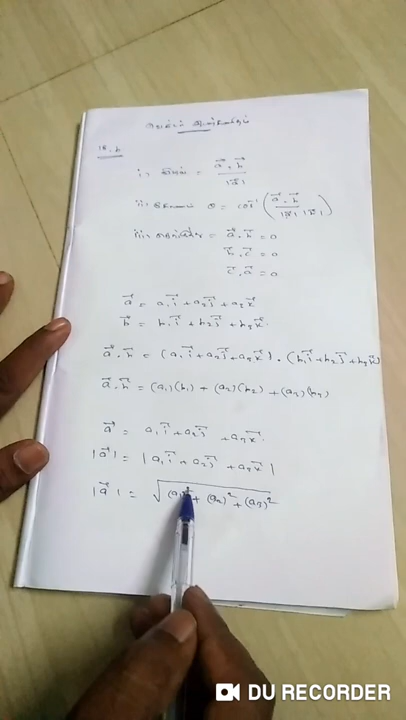 i) வீழல் = a⃗ . b⃗ / |b⃗|
ii) கோணம் θ = cos⁻¹ ( a⃗ . b⃗ / |a⃗| |b⃗| )
iii) a⃗ . b⃗ = 0
b⃗ . c⃗ = 0
c⃗ . a⃗ = 0
a⃗ = a₁i⃗ + a₂j⃗ + a₃k⃗
b⃗ = b₁i⃗ + b₂j⃗ + b₃k⃗
a⃗ . b⃗ = (a₁i⃗ + a₂j⃗ + a₃k⃗) . (b₁i⃗ + b₂j⃗ + b₃k⃗)
a⃗ . b⃗ = (a₁)(b₁) + (a₂)(b₂) + (a₃)(b₃)
a⃗ = a₁i⃗ + a₂j⃗ + a₃k⃗
|a⃗| = |a₁i⃗ + a₂j⃗ + a₃k⃗|
|a⃗| = √(a₁)² + (a₂)² + (a₃)²
DU RECORDER